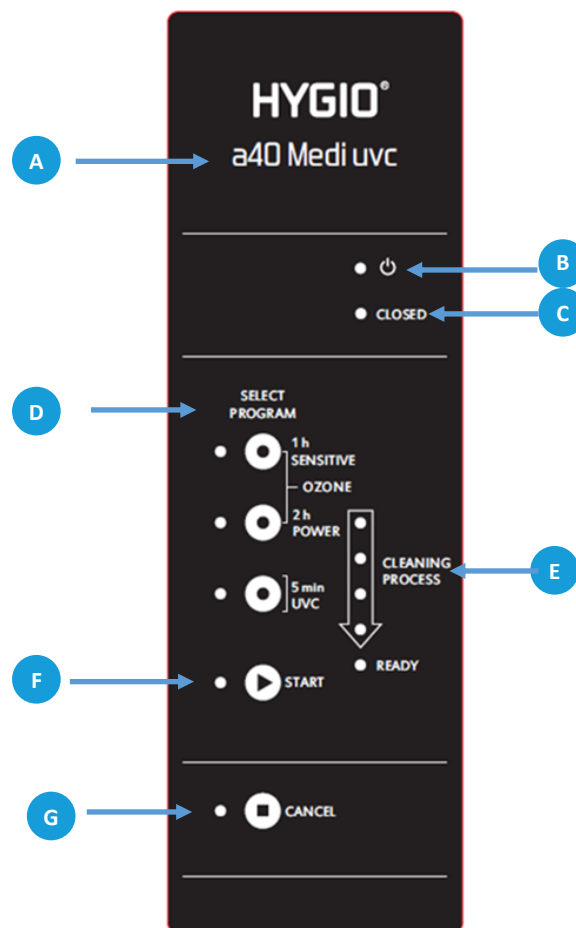 HYGIO®
a40 Medi uvc
A
B
CLOSED
C
D
SELECT
PROGRAM
1 h
SENSITIVE
OZONE
2 h
POWER
CLEANING
PROCESS
E
5 min
UVC
READY
F
START
G
CANCEL